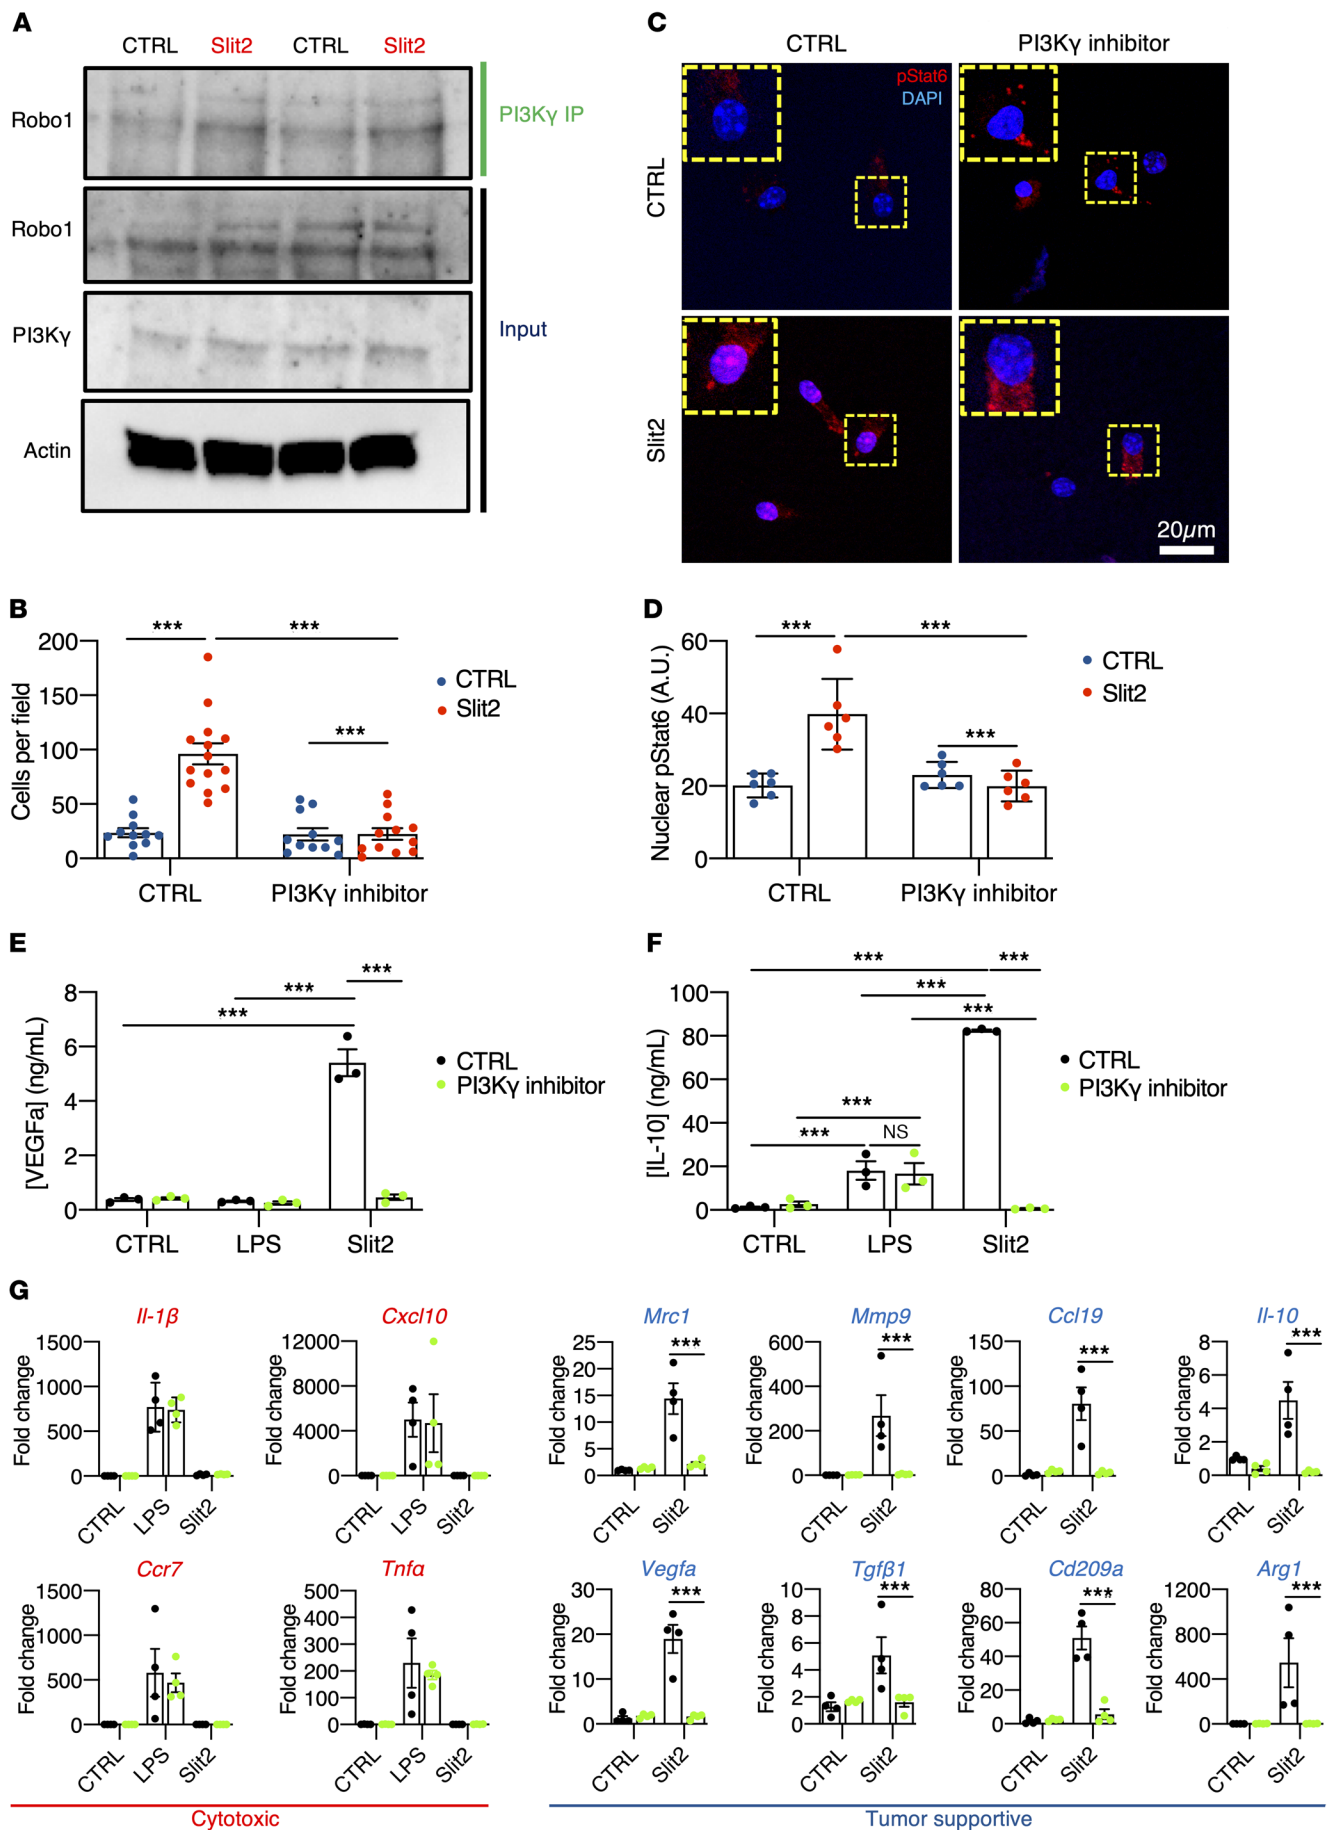 A
CTRL Slit2 CTRL Slit2
Robo1
PI3Kγ IP
Robo1
PI3Kγ
Input
Actin
C
CTRL PI3Kγ inhibitor
pStat6
DAPI
CTRL
Slit2
20μm
B
*** ***
***
Cells per field
200
150
100
50
0
CTRL
Slit2
CTRL PI3Kγ inhibitor
D
*** ***
***
Nuclear pStat6 (A.U.)
60
40
20
0
CTRL
Slit2
CTRL PI3Kγ inhibitor
E
***
***
***
[VEGFa] (ng/mL)
8
6
4
2
0
CTRL
PI3Kγ inhibitor
CTRL LPS Slit2
F
*** ***
***
***
***
*** NS
[IL-10] (ng/mL)
100
80
60
40
20
0
CTRL
PI3Kγ inhibitor
CTRL LPS Slit2
G
Il-1β
Fold change
1500
1000
500
0
CTRL LPS Slit2
Cxcl10
Fold change
12000
8000
4000
0
CTRL LPS Slit2
Mrc1
***
Fold change
25
20
15
10
5
0
CTRL Slit2
Mmp9
***
Fold change
600
400
200
0
CTRL Slit2
Ccl19
***
Fold change
150
100
50
0
CTRL Slit2
Il-10
***
Fold change
8
6
4
2
0
CTRL Slit2
Ccr7
Fold change
1500
1000
500
0
CTRL LPS Slit2
Tnfα
Fold change
500
400
300
200
100
0
CTRL LPS Slit2
Vegfa
***
Fold change
30
20
10
0
CTRL Slit2
Tgfβ1
***
Fold change
10
8
6
4
2
0
CTRL Slit2
Cd209a
***
Fold change
80
60
40
20
0
CTRL Slit2
Arg1
***
Fold change
1200
800
400
0
CTRL Slit2
Cytotoxic
Tumor supportive